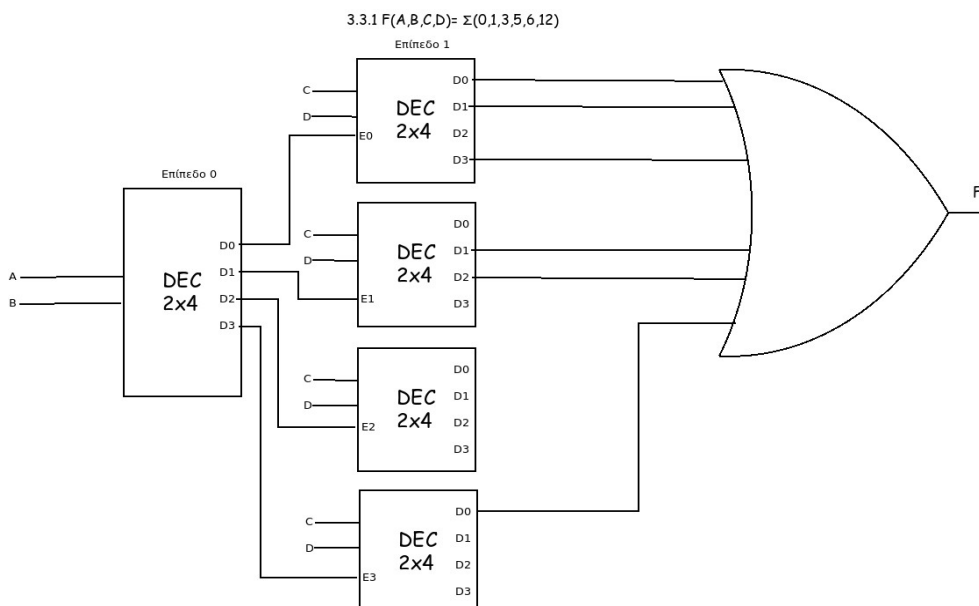 3.3.1 F(A,B,C,D)= Σ(0,1,3,5,6,12)
Επίπεδο 1
C
D
E0
DEC
2x4
D0
D1
D2
D3
Επίπεδο 0
A
B
DEC
2x4
D0
D1
D2
D3
C
D
E1
DEC
2x4
D0
D1
D2
D3
F
C
D
E2
DEC
2x4
D0
D1
D2
D3
C
D
E3
DEC
2x4
D0
D1
D2
D3